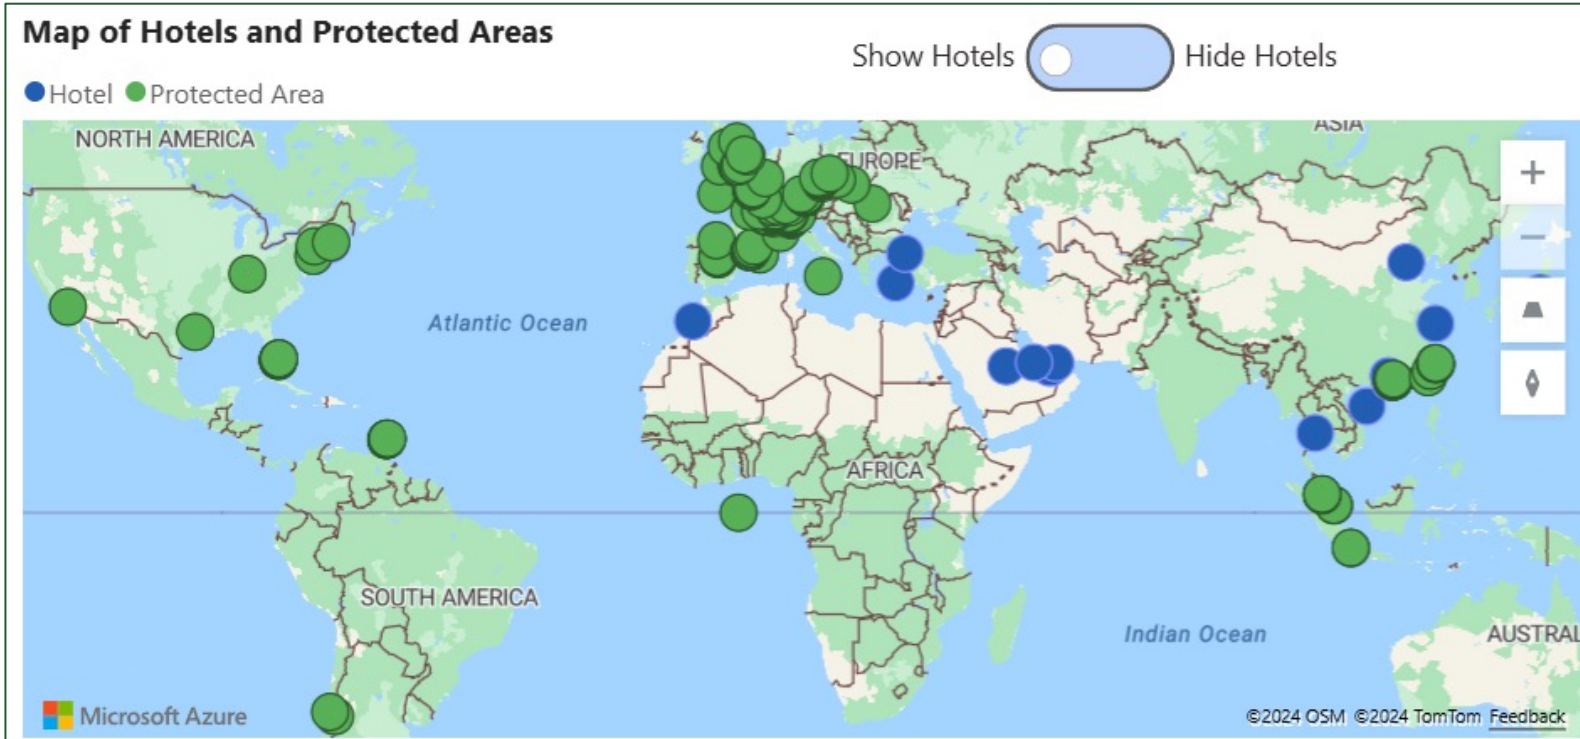 Map of Hotels and Protected Areas
Show Hotels Hide Hotels
Hotel Protected Area
NORTH AMERICA
ASIA
EUROPE
Atlantic Ocean
AFRICA
SOUTH AMERICA
Indian Ocean
AUSTRAL
Microsoft Azure
©2024 OSM ©2024 TomTom Feedback